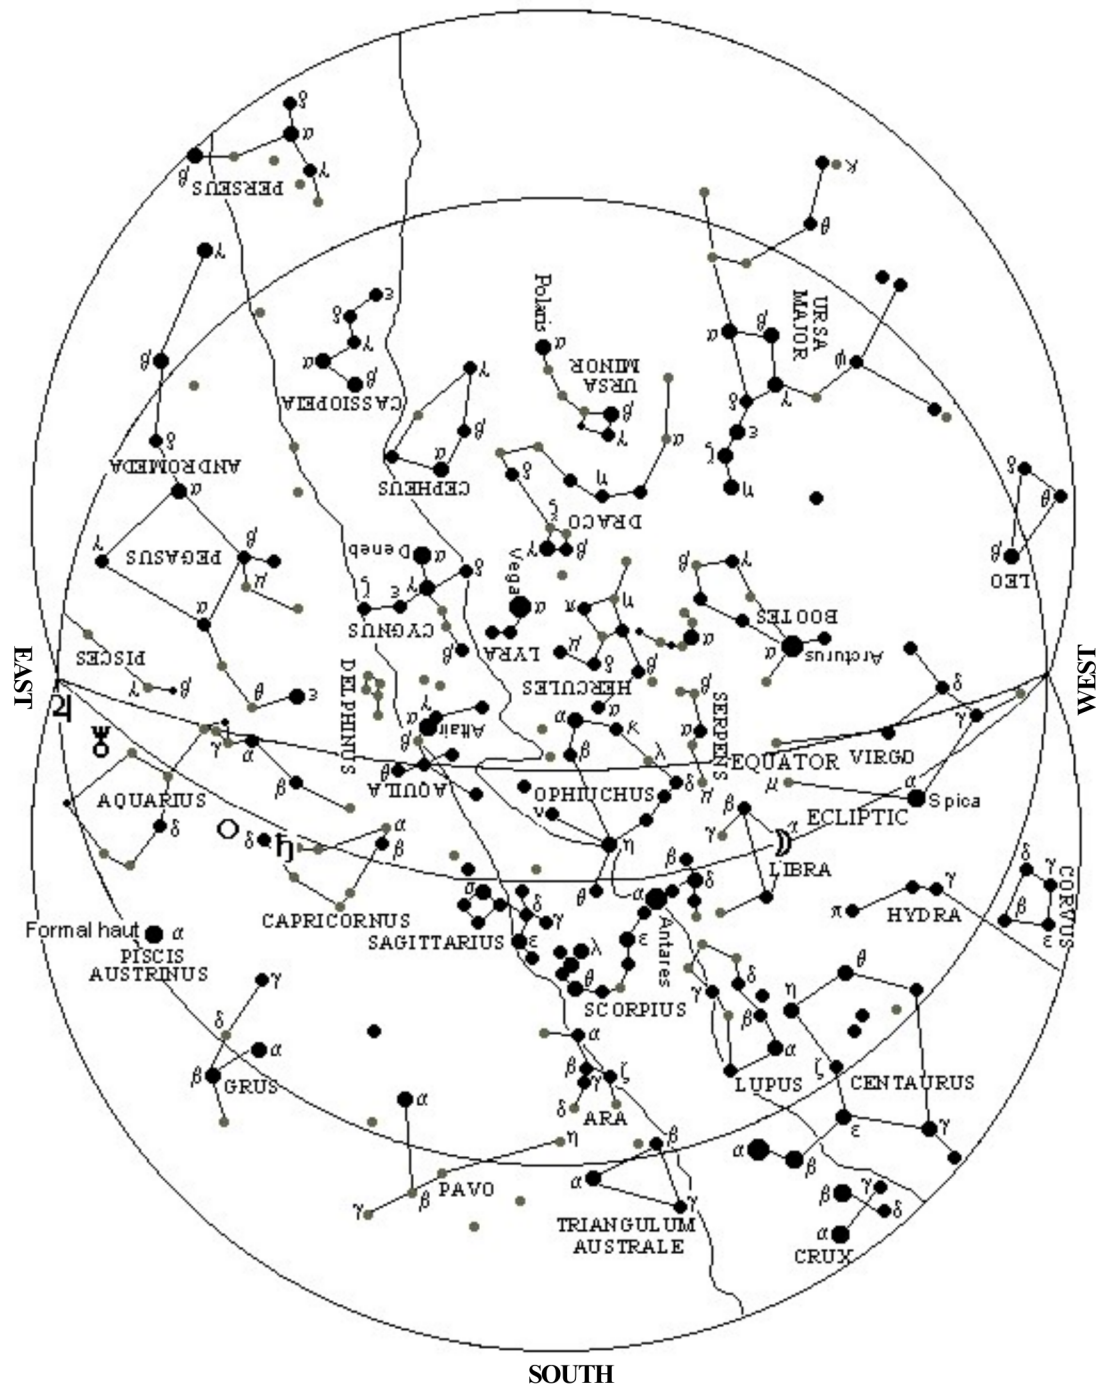 PERSEUS
δ
α
γ
β
κ
θ
γ
Polaris
α
URSA
MINOR
β
γ
URSA
MAJOR
α
β
δ
γ
ψ
ε
ζ
η
ε
δ
γ
α
β
CASSIOPEIA
γ
β
α
CEPHEUS
β
δ
ANDROMEDA
α
δ
η
α
ζ
DRACO
γ
β
δ
θ
β
LEO
γ
PEGASUS
β
μ
α
Deneb
α
γ
δ
ζ
ε
CYGNUS
β
Vega
α
LYRA
π
η
μ
δ
β
HERCULES
α
β
γ
BOOTES
α
Arcturus
α
EAST
WEST
PISCES
γ
β
θ
ε
DELPHINUS
γ
α
Altair
β
θ
AQUILA
α
κ
β
λ
OPHIUCHUS
δ
ν
η
θ
β
SERPENS
α
μ
EQUATOR
VIRGO
δ
γ
μ
α
Spica
ECLIPTIC
γ
α
β
AQUARIUS
δ
δ
α
β
CAPRICORNUS
β
γ
α
LIBRA
σ
δ
γ
ε
SAGITTARIUS
α
δ
Antares
ε
λ
θ
SCORPIUS
π
γ
HYDRA
δ
γ
β
ε
CORVUS
Formal haut
α
PISCIS
AUSTRINUS
γ
δ
α
β
GRUS
γ
δ
β
α
LUPUS
θ
η
ζ
CENTAURUS
ε
γ
α
β
α
β
γ
ζ
δ
ARA
α
η
PAVO
β
γ
β
α
γ
TRIANGULUM
AUSTRALE
β
γ
δ
α
CRUX
SOUTH